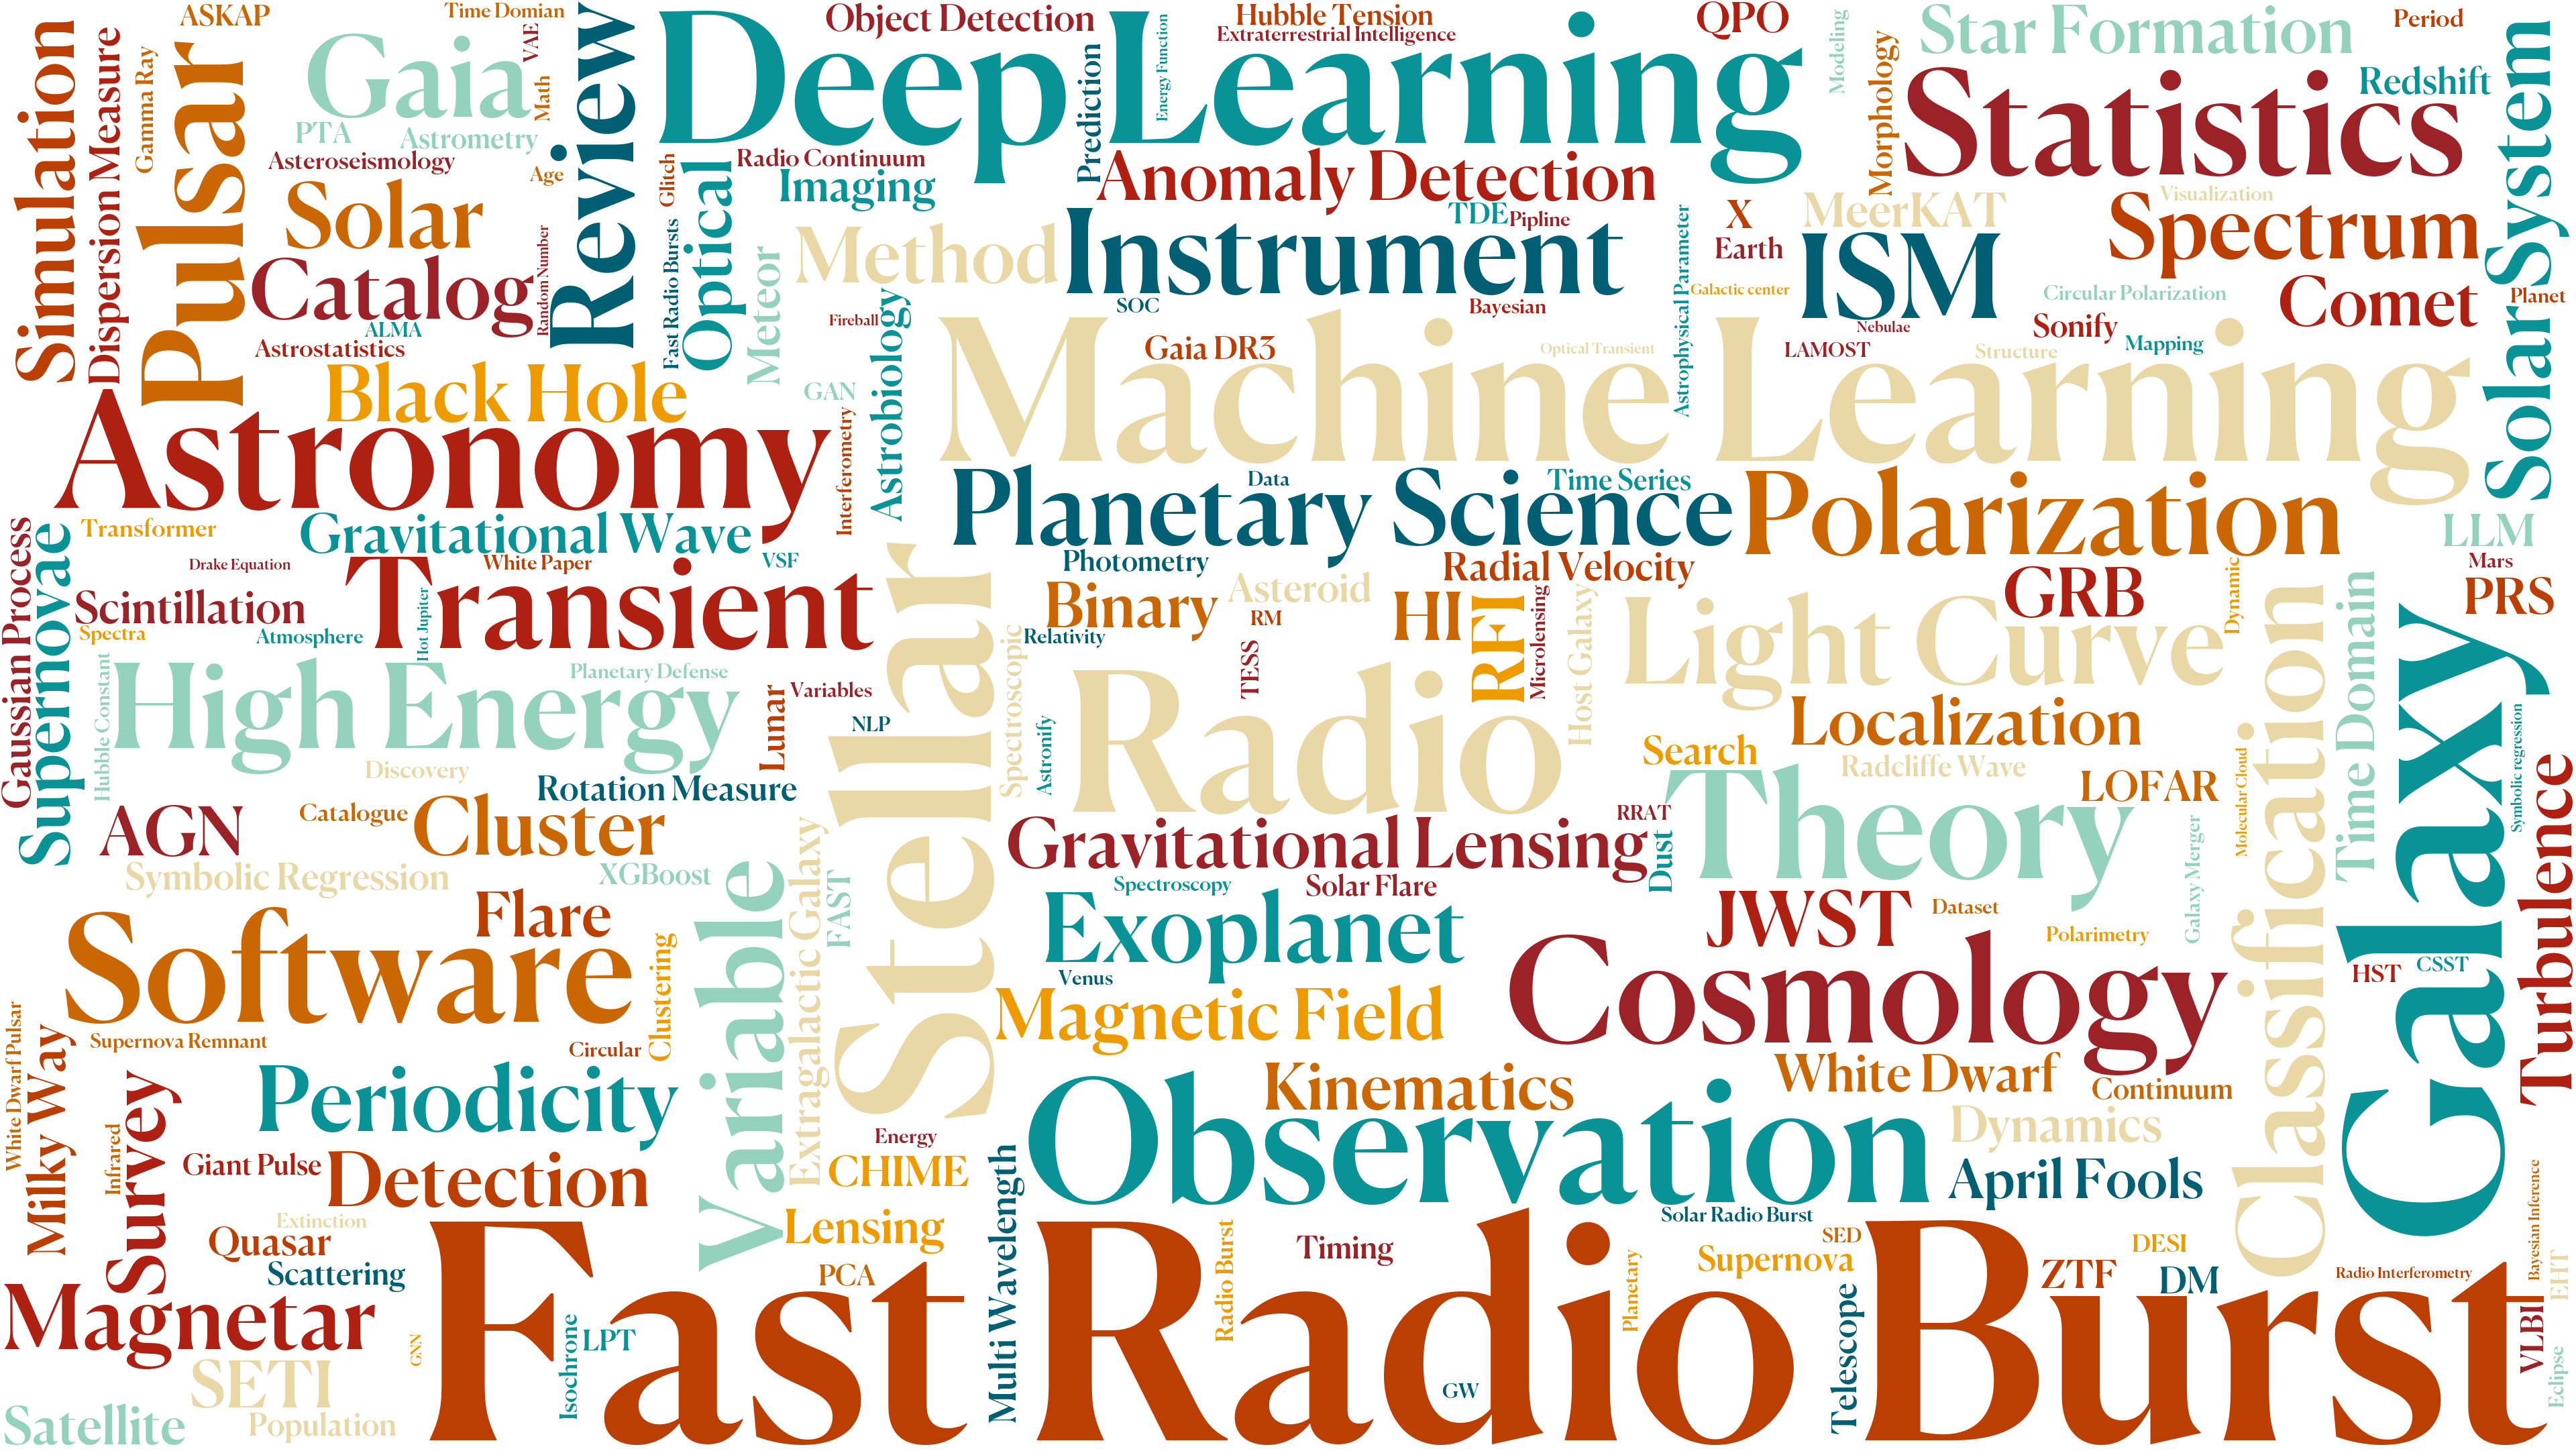 ASKAP
Time Domian
Object Detection
Hubble Tension
Extraterrestrial Intelligence
QPO
Star Formation
Period
Simulation
Dispersion Measure
Gamma Ray
Pulsar
Gaia
VAE
Math
Review
Deep Learning
Prediction
Energy Function
Modeling
Morphology
Statistics
Redshift
Solar System
PTA
Astrometry
Asteroseismology
Age
Glitch
Radio Continuum
Imaging
Anomaly Detection
Solar
Optical
TDE
Pipline
X
MeerKAT
Visualization
Spectrum
Catalog
Random Number
Fast Radio Bursts
Meteor
Method
Instrument
Astrophysical Parameter
Earth
ISM
Galactic center
Circular Polarization
Comet
Planet
ALMA
Astrostatistics
Fireball
Astrobiology
SOC
Bayesian
Nebulae
Sonify
Mapping
Gaia DR3
Optical Transient
LAMOST
Structure
Black Hole
GAN
Machine Learning
Astronomy
Interferometry
Planetary Science
Data
Time Series
Polarization
Gaussian Process
Supernovae
Transformer
Gravitational Wave
LLM
Drake Equation
White Paper
VSF
Photometry
Radial Velocity
Mars
Transient
Scintillation
Spectra
Atmosphere
Hot Jupiter
Binary
Asteroid
RM
Relativity
HI
RFI
Microlensing
Host Galaxy
Light Curve
GRB
Dynamic
PRS
Hubble Constant
High Energy
Planetary Defense
Lunar
Variables
NLP
Stellar
Spectroscopic
Astronify
TESS
Radio
Localization
Search
Radcliffe Wave
Classification
Time Domain
Galaxy
Symbolic regression
Discovery
Rotation Measure
LOFAR
Molecular Cloud
Turbulence
AGN
Catalogue
Cluster
Gravitational Lensing
RRAT
Dust
Theory
Galaxy Merger
Symbolic Regression
XGBoost
Extragalactic Galaxy
FAST
Spectroscopy
Solar Flare
Flare
Variable
Exoplanet
JWST
Dataset
Polarimetry
Software
Clustering
Venus
Cosmology
HST
CSST
White Dwarf Pulsar
Milky Way
Supernova Remnant
Circular
Magnetic Field
Periodicity
Kinematics
White Dwarf
Continuum
Survey
Infrared
Energy
Observation
Dynamics
Giant Pulse
Detection
CHIME
Multi Wavelength
April Fools
Bayesian Inference
Extinction
Quasar
Lensing
Solar Radio Burst
Scattering
PCA
Radio Burst
Timing
Planetary
Supernova
SED
DESI
ZTF
DM
Radio Interferometry
EHT
Magnetar
Fast Radio Burst
GNN
Isochrone
LPT
Telescope
VLBI
Eclipse
SETI
GW
Satellite
Population